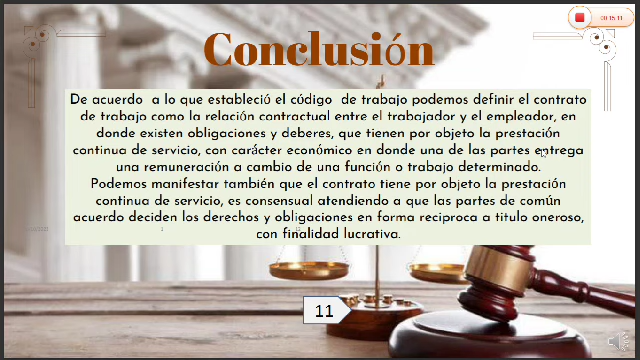 Conclusión
De acuerdo a lo que estableció el código de trabajo podemos definir el contrato
de trabajo como la relación contractual entre el trabajador y el empleador, en
donde existen obligaciones y deberes, que tienen por objeto la prestación
continua de servicio, con carácter económico en donde una de las partes entrega
una remuneración a cambio de una función o trabajo determinado.
Podemos manifestar también que el contrato tiene por objeto la prestación
continua de servicio, es consensual atendiendo a que las partes de común
acuerdo deciden los derechos y obligaciones en forma reciproca a titulo oneroso,
con finalidad lucrativa.
11